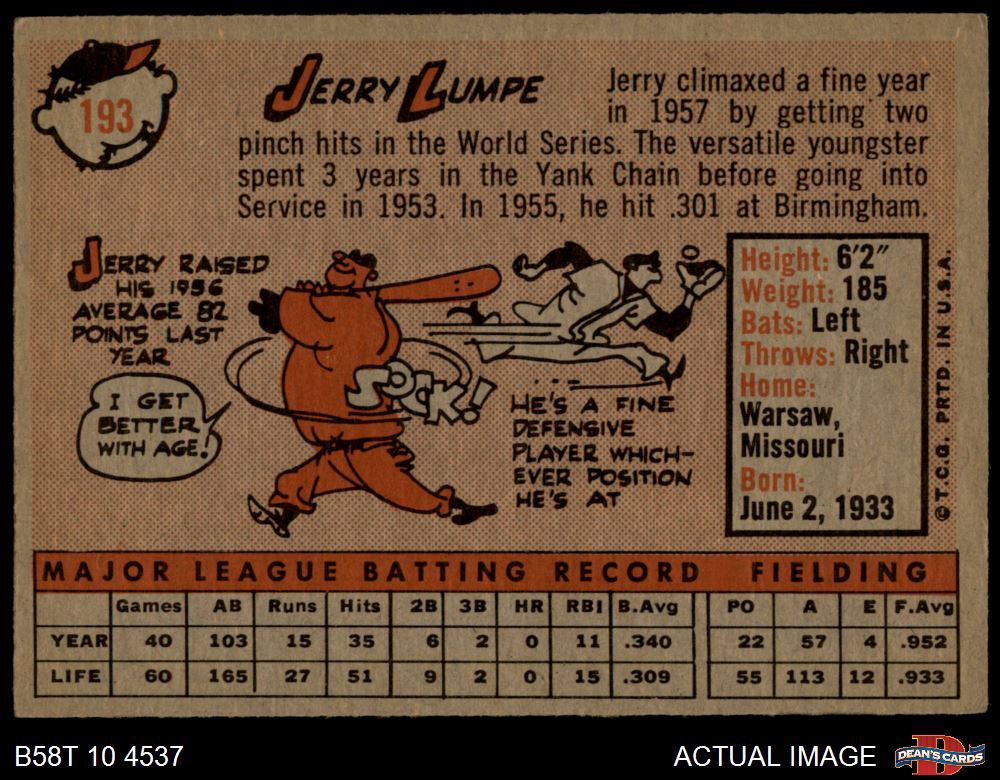 193
JERRY LUMPE
Jerry climaxed a fine year
in 1957 by getting two
pinch hits in the World Series. The versatile youngster
spent 3 years in the Yank Chain before going into
Service in 1953. In 1955, he hit .301 at Birmingham.
JERRY RAISED
HIS 1956
AVERAGE 82
POINTS LAST
YEAR
I GET
BETTER
WITH AGE!
SOCK!
HE'S A FINE
DEFENSIVE
PLAYER WHICH-
EVER POSITION
HE'S AT
Height: 6'2"
Weight: 185
Bats: Left
Throws: Right
Home:
Warsaw,
Missouri
Born:
June 2, 1933
© T.C.G. PRTD. IN U.S.A.
MAJOR LEAGUE BATTING RECORD FIELDING
Games AB Runs Hits 2B 3B HR RBI B.Avg PO A E F.Avg
YEAR 40 103 15 35 6 2 0 11 .340 22 57 4 .952
LIFE 60 165 27 51 9 2 0 15 .309 55 113 12 .933
B58T 10 4537
ACTUAL IMAGE
D
DEAN'S CARDS